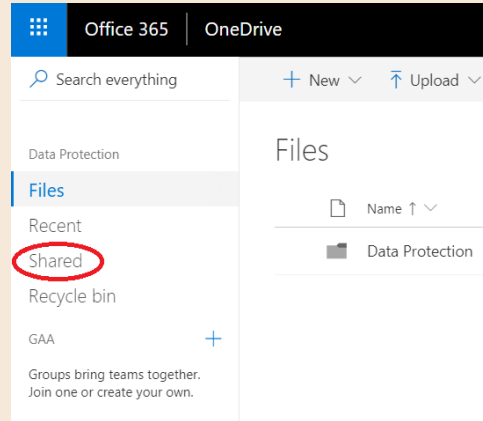 Office 365 OneDrive
Search everything
New Upload
Data Protection
Files
Files
Recent
Name
Shared
Data Protection
Recycle bin
GAA
Groups bring teams together.
Join one or create your own.